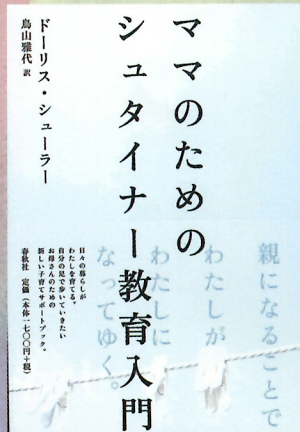 ママのための
シュタイナー教育入門
ドーリス・シューラー
鳥山雅代 訳
親になることで
わたしが
わたしに
なってゆく。
日々の暮らしが
わたしを育てる。
自分の足で歩いていきたい
お母さんのための
新しい子育てサポートブック。
春秋社 定価(本体一七〇〇円+税)